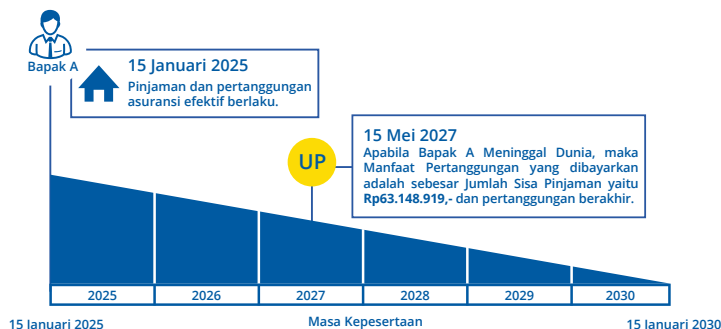 Bapak A
15 Januari 2025
Pinjaman dan pertanggungan
asuransi efektif berlaku.
UP
15 Mei 2027
Apabila Bapak A Meninggal Dunia, maka
Manfaat Pertanggungan yang dibayarkan
adalah sebesar Jumlah Sisa Pinjaman yaitu
Rp63.148.919,- dan pertanggungan berakhir.
2025 2026 2027 2028 2029 2030
15 Januari 2025 Masa Kepesertaan 15 Januari 2030